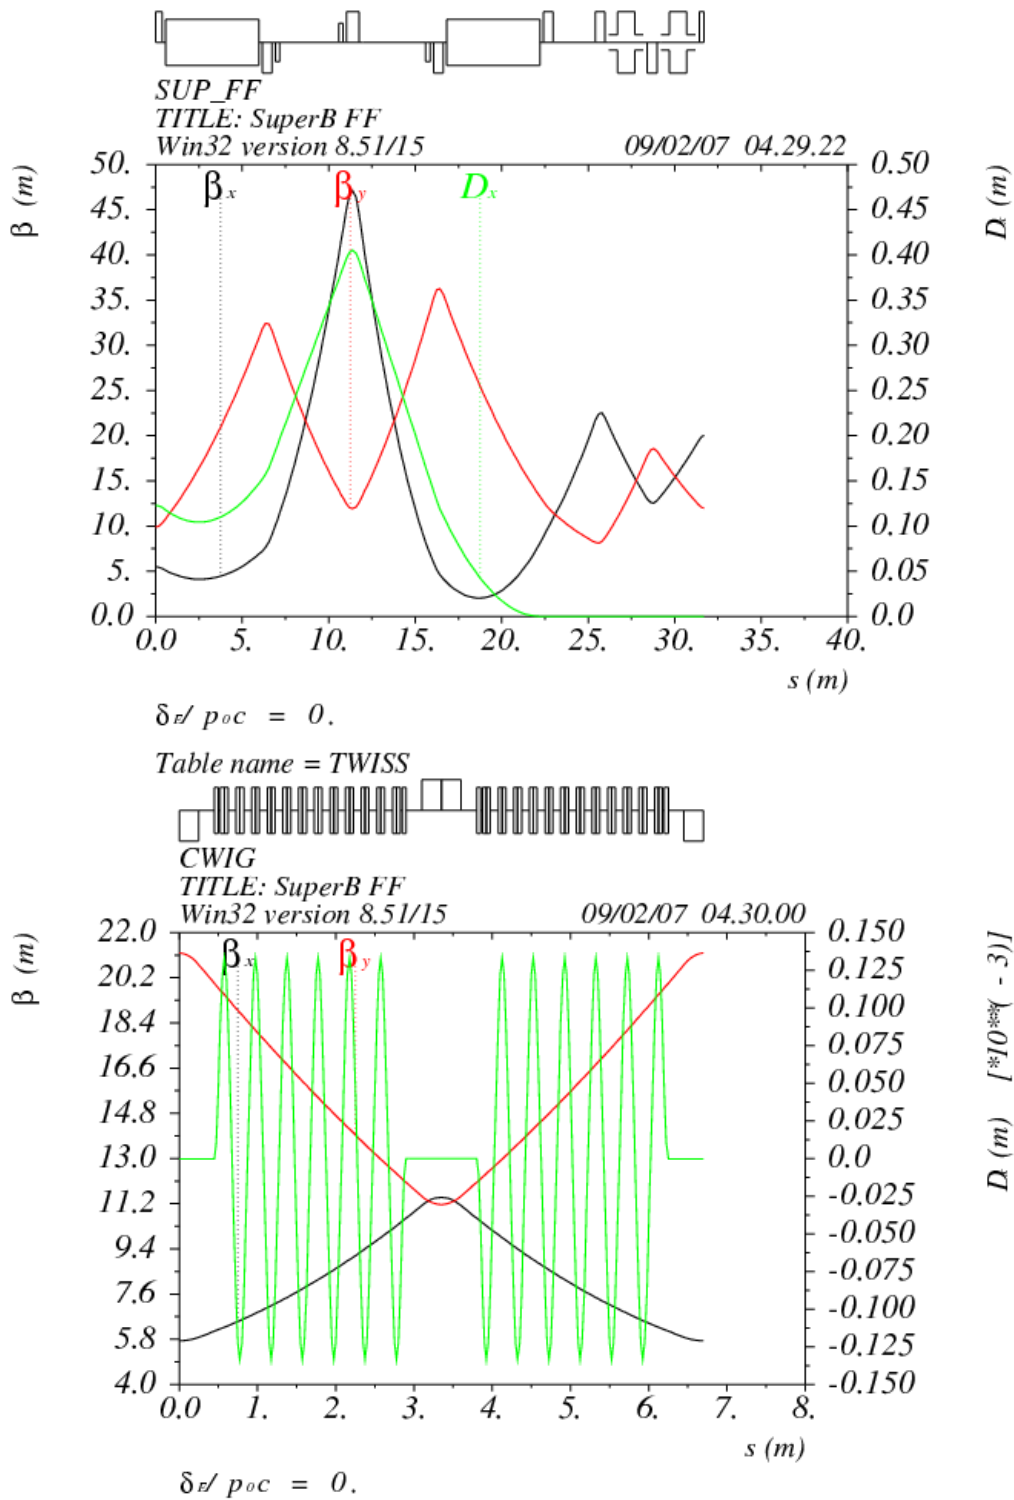 SUP_FF
TITLE: SuperB FF
Win32 version 8.51/15 09/02/07 04.29.22
β (m)
50.
45.
40.
35.
30.
25.
20.
15.
10.
5.
0.0
βx βy Dx
0.50
0.45
0.40
0.35
0.30
0.25
0.20
0.15
0.10
0.05
0.0
Dx (m)
0.0 5. 10. 15. 20. 25. 30. 35. 40.
s (m)
δE/ p0c = 0.
Table name = TWISS
CWIG
TITLE: SuperB FF
Win32 version 8.51/15 09/02/07 04.30.00
β (m)
22.0
20.2
18.4
16.6
14.8
13.0
11.2
9.4
7.6
5.8
4.0
βx βy
0.150
0.125
0.100
0.075
0.050
0.025
0.0
-0.025
-0.050
-0.075
-0.100
-0.125
-0.150
Dx (m) [*10**( - 3)]
0.0 1. 2. 3. 4. 5. 6. 7. 8.
s (m)
δE/ p0c = 0.